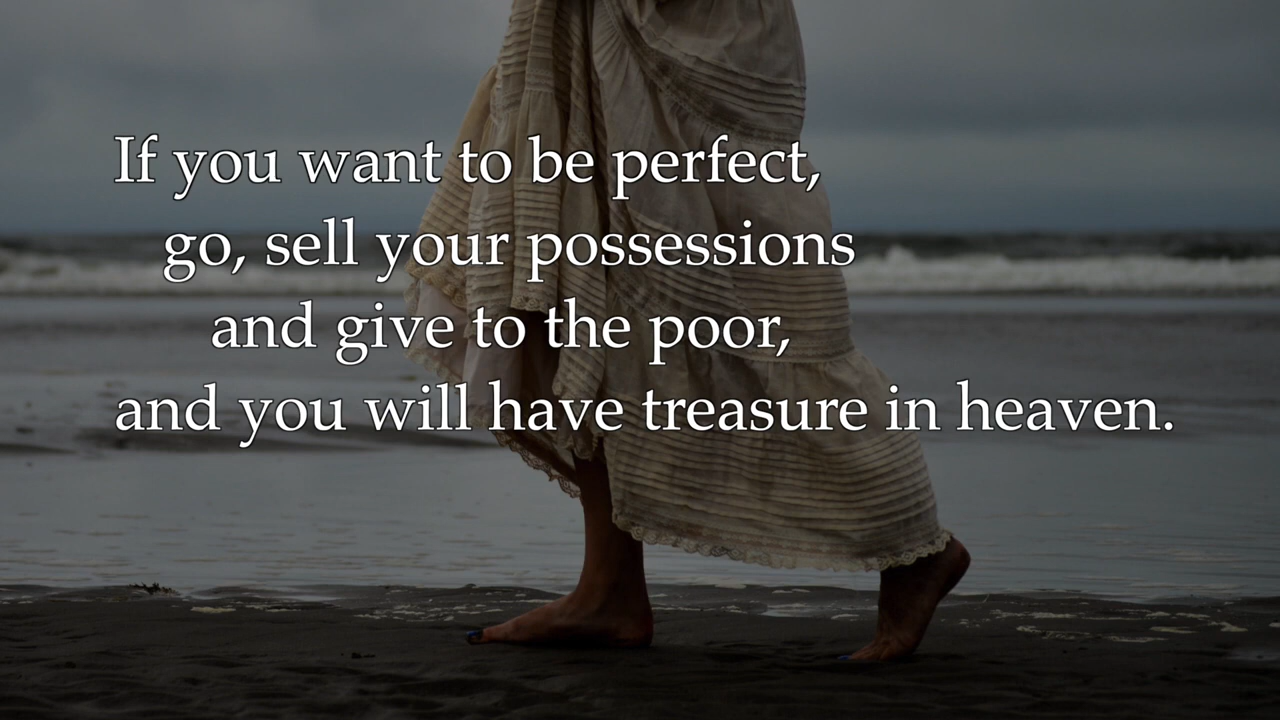 If you want to be perfect,
go, sell your possessions
and give to the poor,
and you will have treasure in heaven.